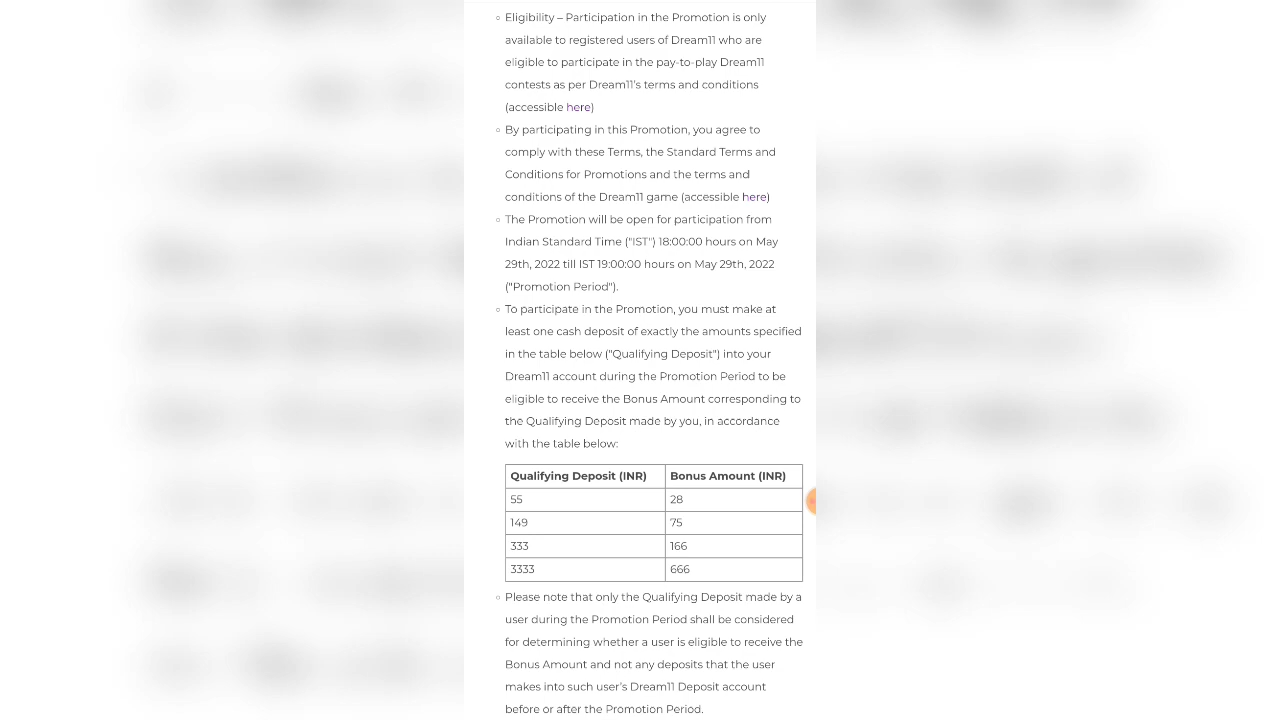 Eligibility – Participation in the Promotion is only
available to registered users of Dream11 who are
eligible to participate in the pay-to-play Dream11
contests as per Dream11's terms and conditions
(accessible here)
By participating in this Promotion, you agree to
comply with these Terms, the Standard Terms and
Conditions for Promotions and the terms and
conditions of the Dream11 game (accessible here)
The Promotion will be open for participation from
Indian Standard Time ("IST") 18:00:00 hours on May
29th, 2022 till IST 19:00:00 hours on May 29th, 2022
("Promotion Period").
To participate in the Promotion, you must make at
least one cash deposit of exactly the amounts specified
in the table below ("Qualifying Deposit") into your
Dream11 account during the Promotion Period to be
eligible to receive the Bonus Amount corresponding to
the Qualifying Deposit made by you, in accordance
with the table below:
Qualifying Deposit (INR) Bonus Amount (INR)
55 28
149 75
333 166
3333 666
Please note that only the Qualifying Deposit made by a
user during the Promotion Period shall be considered
for determining whether a user is eligible to receive the
Bonus Amount and not any deposits that the user
makes into such user's Dream11 Deposit account
before or after the Promotion Period.